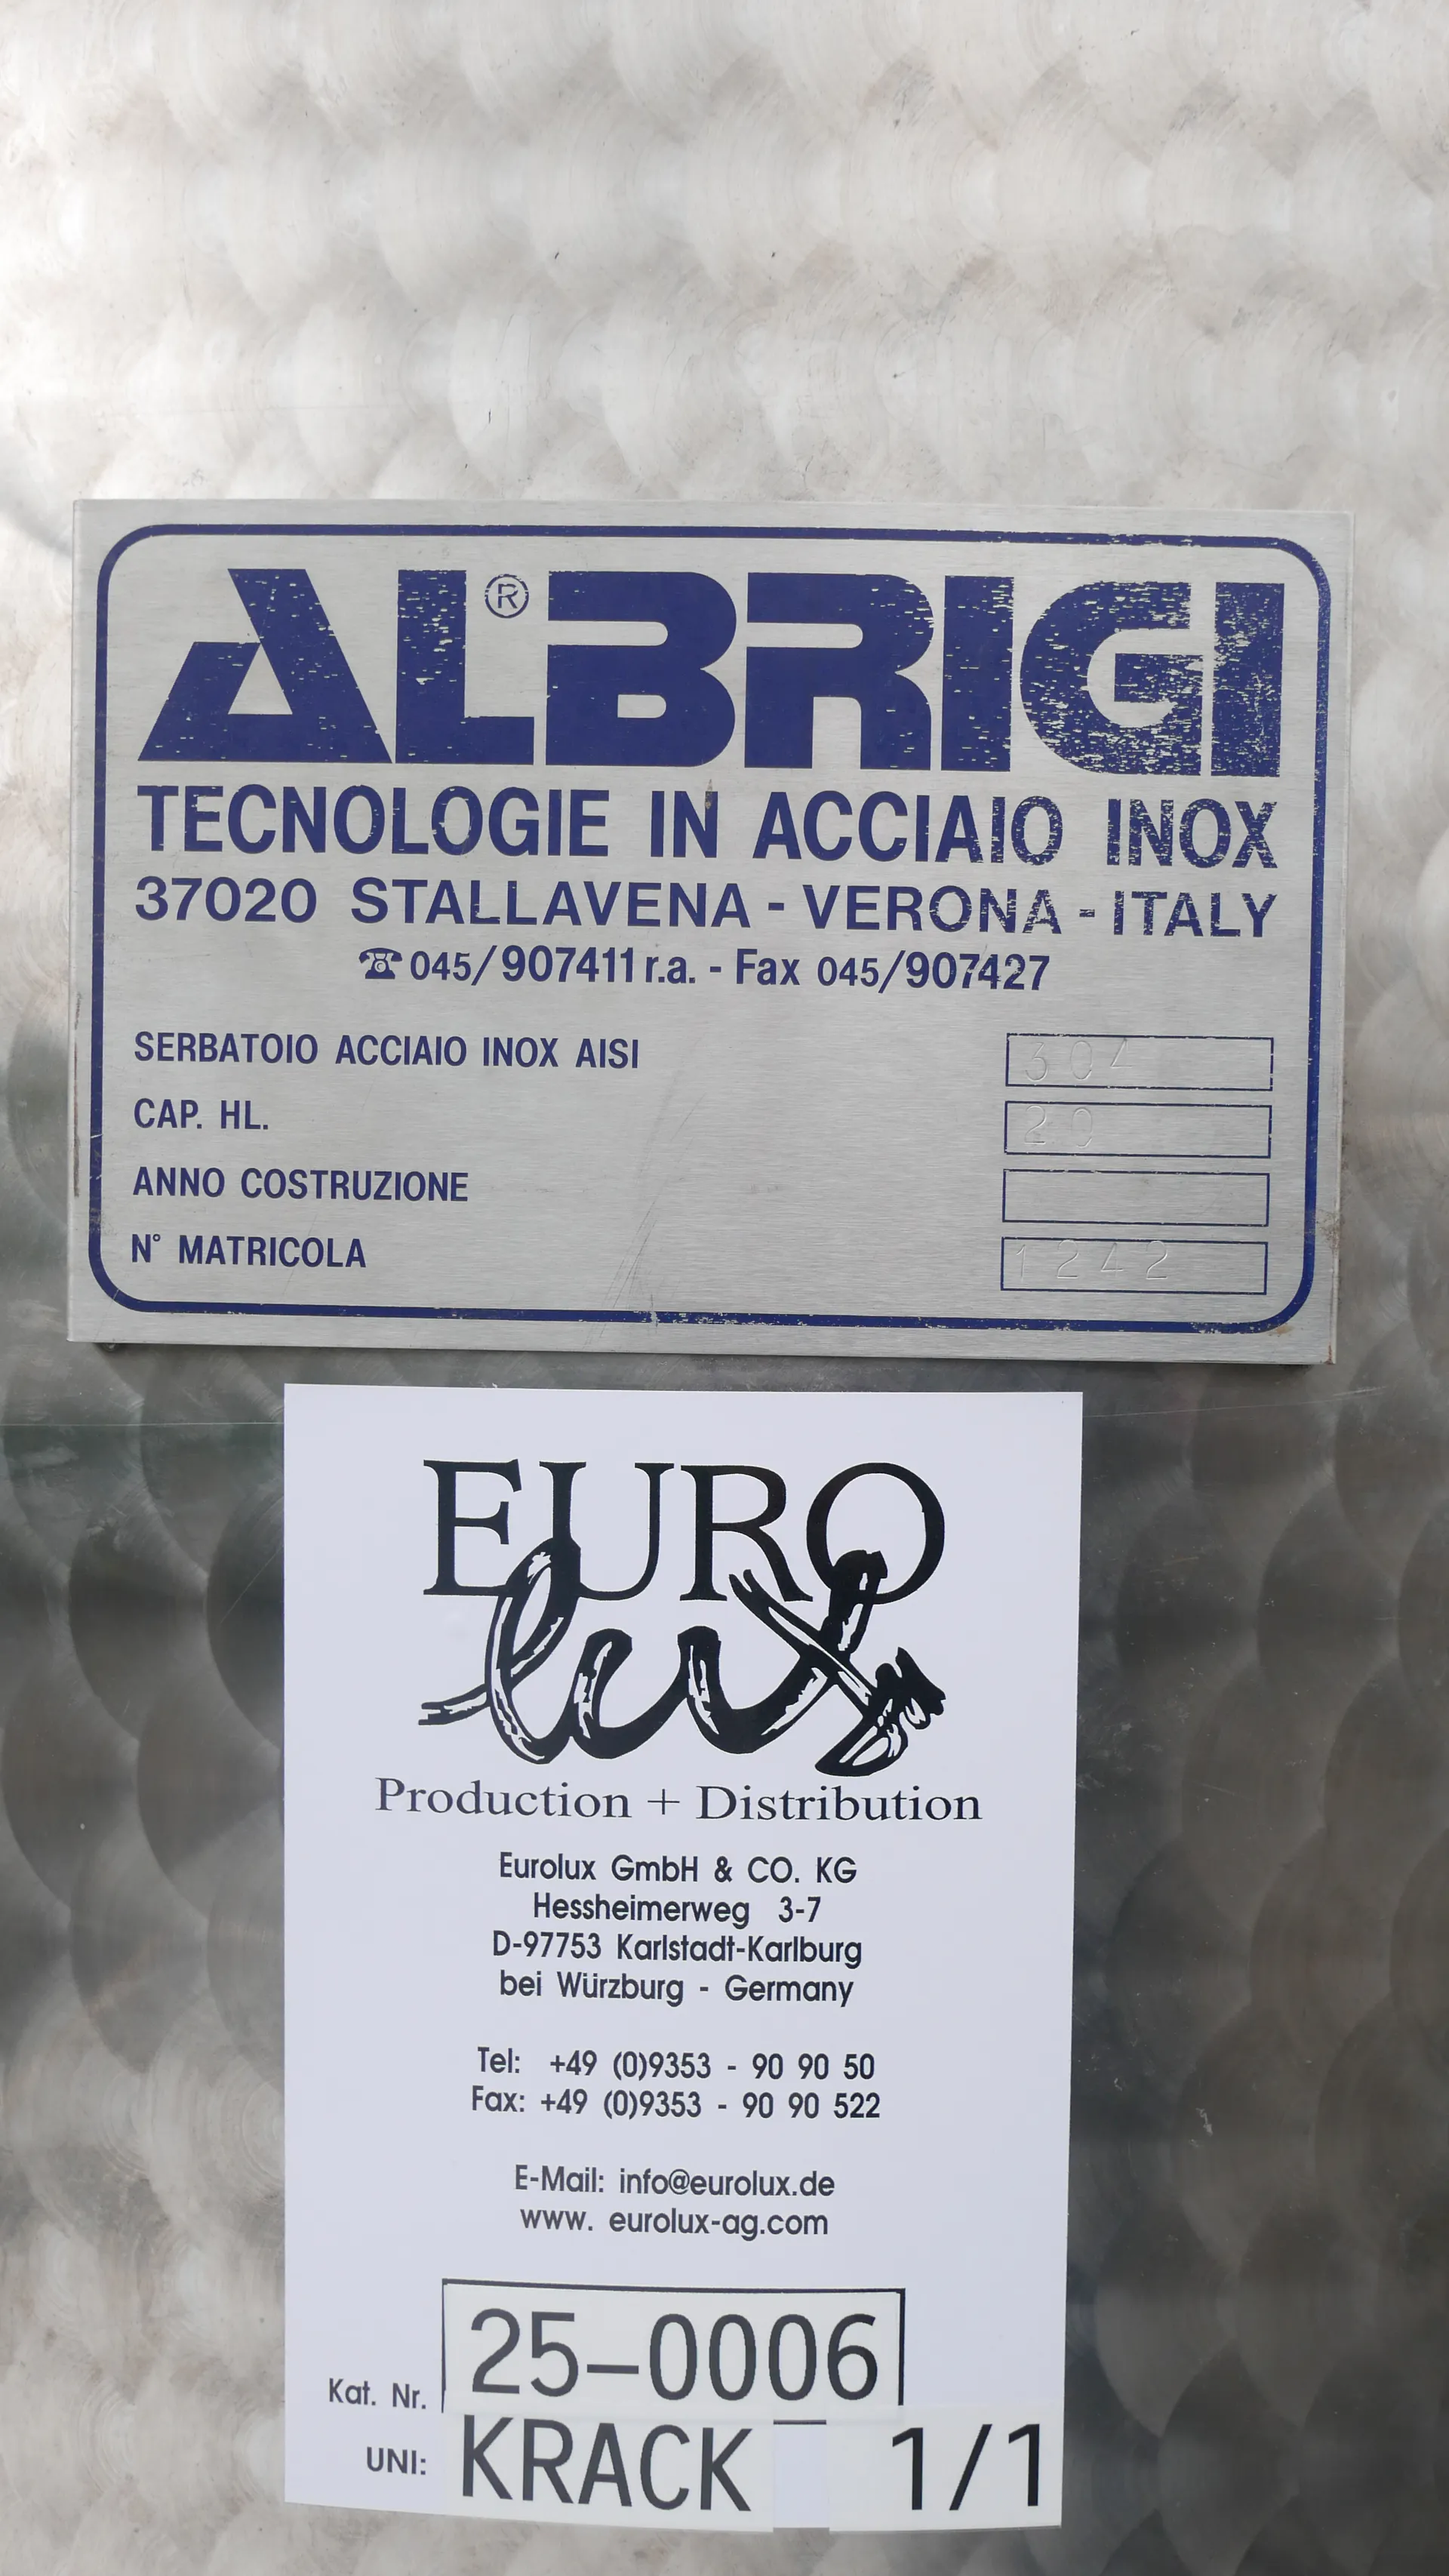 ALBRIGI®
TECNOLOGIE IN ACCIAIO INOX
37020 STALLAVENA - VERONA - ITALY
☎ 045/907411 r.a. - Fax 045/907427
SERBATOIO ACCIAIO INOX AISI 304
CAP. HL. 20
ANNO COSTRUZIONE
N° MATRICOLA 1242
EURO
lux
Production + Distribution
Eurolux GmbH & CO. KG
Hessheimerweg 3-7
D-97753 Karlstadt-Karlburg
bei Würzburg - Germany
Tel: +49 (0)9353 - 90 90 50
Fax: +49 (0)9353 - 90 90 522
E-Mail: info@eurolux.de
www. eurolux-ag.com
Kat. Nr. 25-0006
UNI: KRACK 1/1